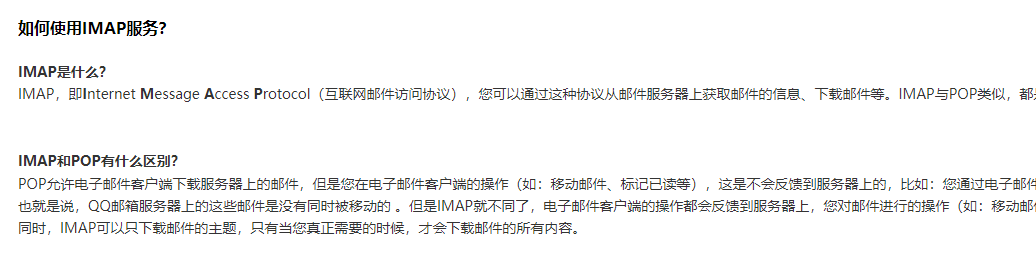 如何使用IMAP服务?
IMAP是什么?
IMAP，即Internet Message Access Protocol（互联网邮件访问协议），您可以通过这种协议从邮件服务器上获取邮件的信息、下载邮件等。IMAP与POP类似，都
IMAP和POP有什么区别?
POP允许电子邮件客户端下载服务器上的邮件，但是您在电子邮件客户端的操作（如：移动邮件、标记已读等），这是不会反馈到服务器上的，比如：您通过电子邮件
也就是说，QQ邮箱服务器上的这些邮件是没有同时被移动的 。但是IMAP就不同了，电子邮件客户端的操作都会反馈到服务器上，您对邮件进行的操作（如：移动邮件
同时，IMAP可以只下载邮件的主题，只有当您真正需要的时候，才会下载邮件的所有内容。